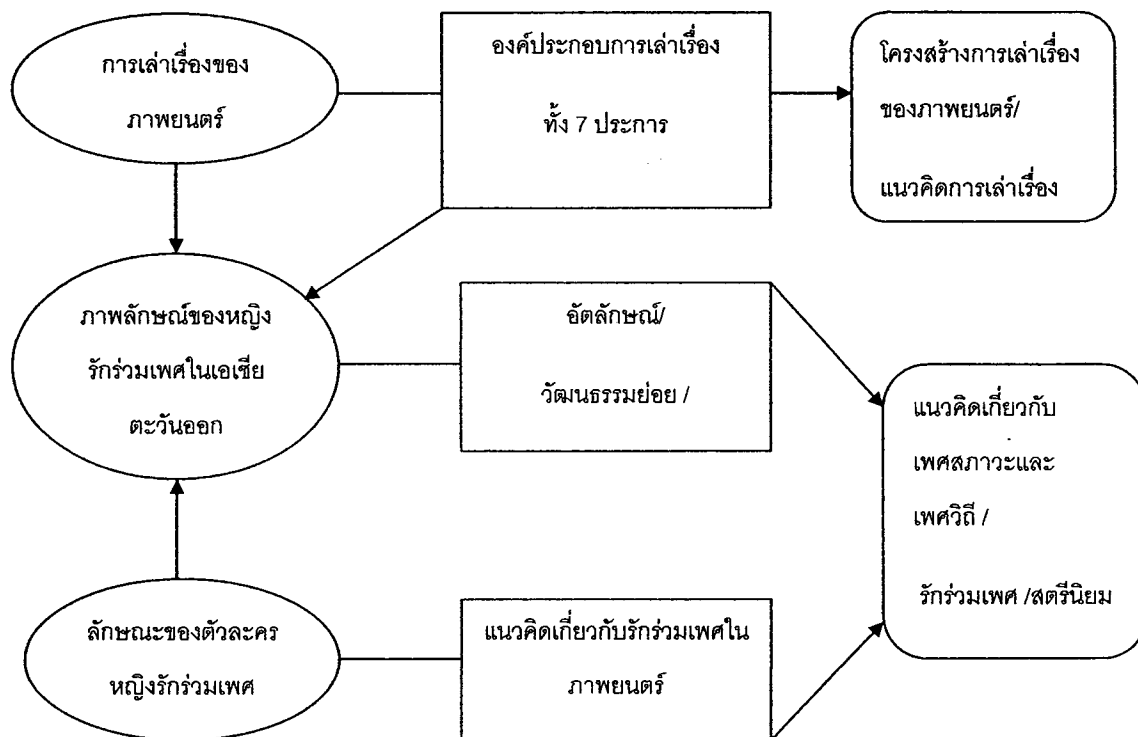 การเล่าเรื่องของ
ภาพยนตร์
องค์ประกอบการเล่าเรื่อง
ทั้ง 7 ประการ
โครงสร้างการเล่าเรื่อง
ของภาพยนตร์/
แนวคิดการเล่าเรื่อง
ภาพลักษณ์ของหญิง
รักร่วมเพศในเอเชีย
ตะวันออก
อัตลักษณ์/
วัฒนธรรมย่อย /
แนวคิดเกี่ยวกับ
เพศสภาวะและ
เพศวิถี /
รักร่วมเพศ /สตรีนิยม
ลักษณะของตัวละคร
หญิงรักร่วมเพศ
แนวคิดเกี่ยวกับรักร่วมเพศใน
ภาพยนตร์